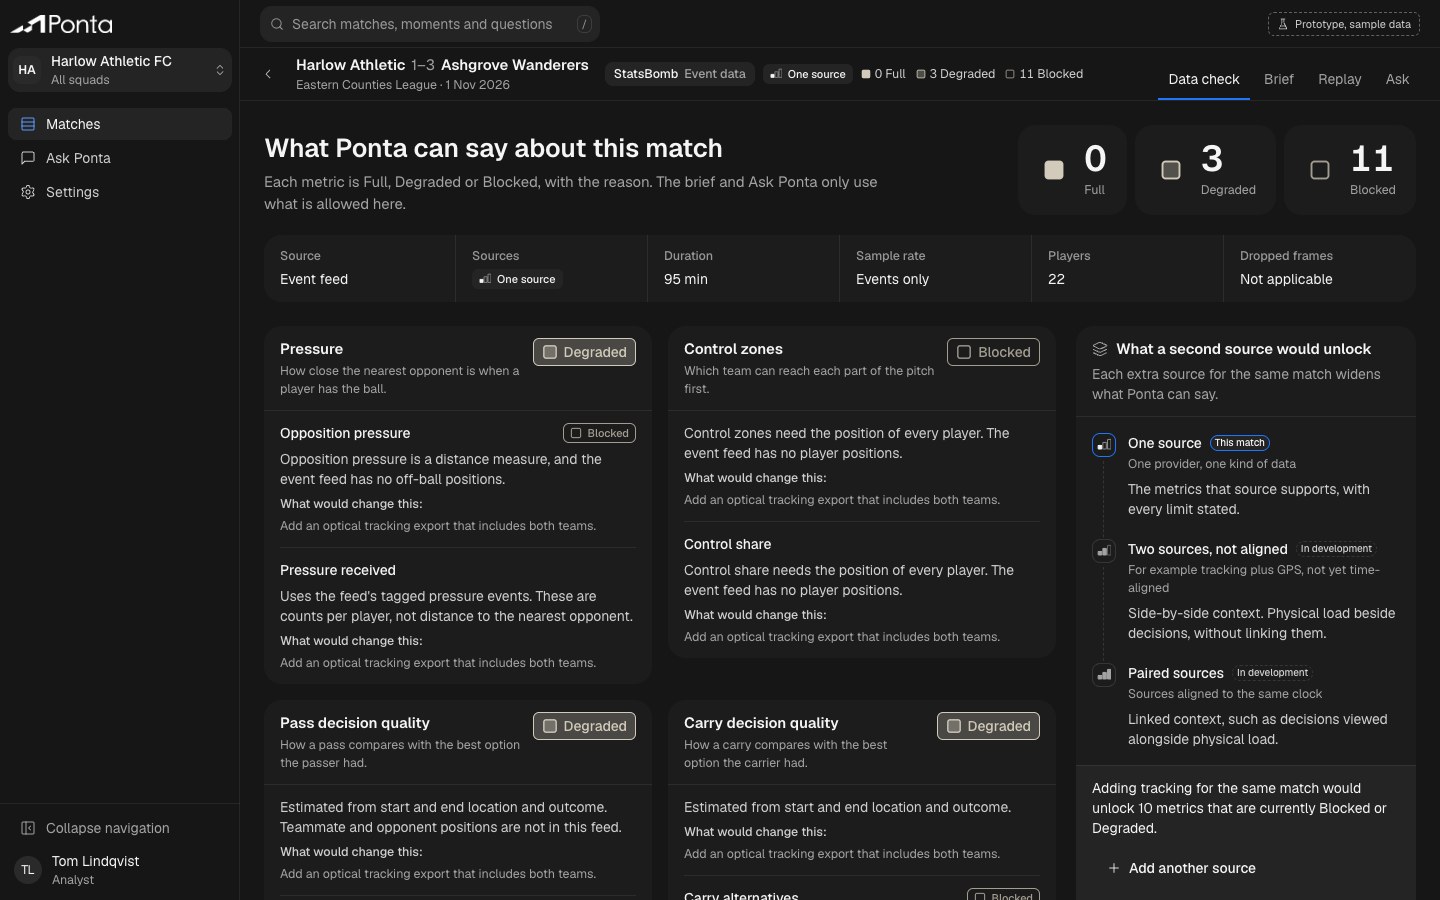 Ponta
HA
Harlow Athletic FC
All squads
Matches
Ask Ponta
Settings
Collapse navigation
TL
Tom Lindqvist
Analyst
Search matches, moments and questions
/
Prototype, sample data
Harlow Athletic 1–3 Ashgrove Wanderers
Eastern Counties League · 1 Nov 2026
StatsBomb Event data
One source
0 Full
3 Degraded
11 Blocked
Data check
Brief
Replay
Ask
What Ponta can say about this match
Each metric is Full, Degraded or Blocked, with the reason. The brief and Ask Ponta only use
what is allowed here.
0
Full
3
Degraded
11
Blocked
Source
Event feed
Sources
One source
Duration
95 min
Sample rate
Events only
Players
22
Dropped frames
Not applicable
Pressure
Degraded
How close the nearest opponent is when a
player has the ball.
Opposition pressure
Blocked
Opposition pressure is a distance measure, and the
event feed has no off-ball positions.
What would change this:
Add an optical tracking export that includes both teams.
Pressure received
Uses the feed's tagged pressure events. These are
counts per player, not distance to the nearest opponent.
What would change this:
Add an optical tracking export that includes both teams.
Control zones
Blocked
Which team can reach each part of the pitch
first.
Control zones need the position of every player. The
event feed has no player positions.
What would change this:
Add an optical tracking export that includes both teams.
Control share
Control share needs the position of every player. The
event feed has no player positions.
What would change this:
Add an optical tracking export that includes both teams.
Pass decision quality
Degraded
How a pass compares with the best option
the passer had.
Estimated from start and end location and outcome.
Teammate and opponent positions are not in this feed.
What would change this:
Add an optical tracking export that includes both teams.
Carry decision quality
Degraded
How a carry compares with the best
option the carrier had.
Estimated from start and end location and outcome.
What would change this:
Add an optical tracking export that includes both teams.
Carry alternatives
Blocked
What a second source would unlock
Each extra source for the same match widens
what Ponta can say.
One source
This match
One provider, one kind of data
The metrics that source supports, with
every limit stated.
Two sources, not aligned
In development
For example tracking plus GPS, not yet time-
aligned
Side-by-side context. Physical load beside
decisions, without linking them.
Paired sources
In development
Sources aligned to the same clock
Linked context, such as decisions viewed
alongside physical load.
Adding tracking for the same match would
unlock 10 metrics that are currently Blocked or
Degraded.
Add another source